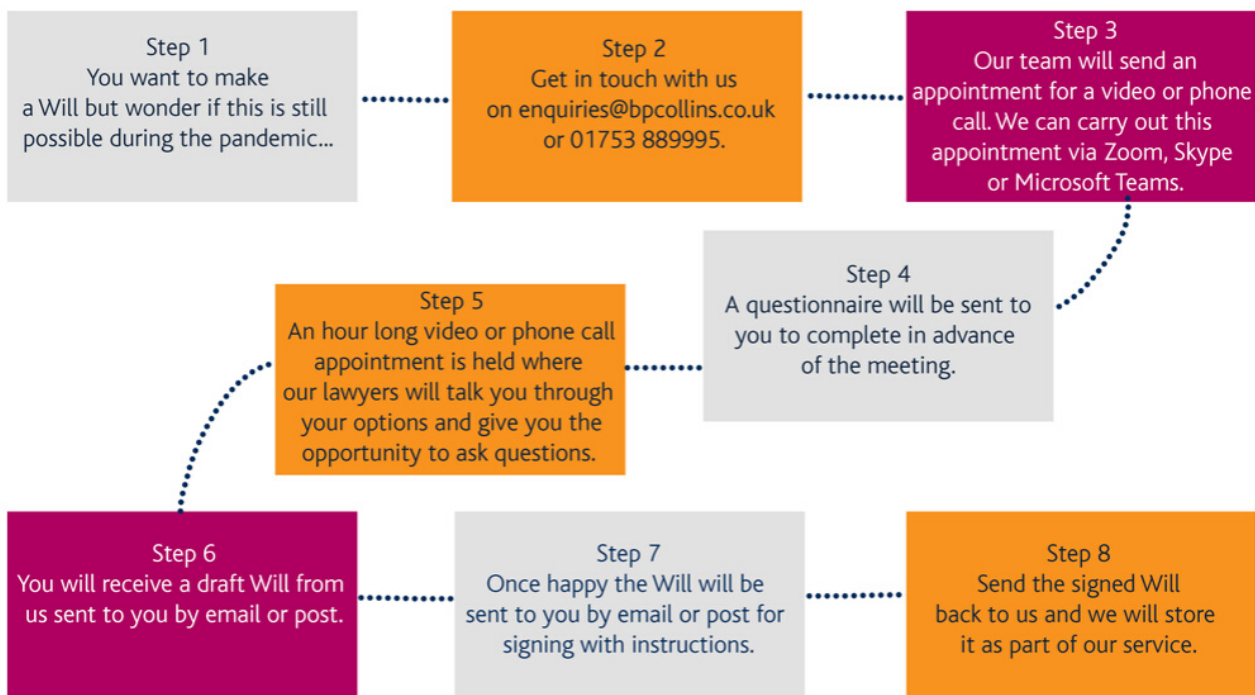 Step 1
You want to make
a Will but wonder if this is still
possible during the pandemic...
Step 2
Get in touch with us
on enquiries@bpcollins.co.uk
or 01753 889995.
Step 3
Our team will send an
appointment for a video or phone
call. We can carry out this
appointment via Zoom, Skype
or Microsoft Teams.
Step 4
A questionnaire will be sent to
you to complete in advance
of the meeting.
Step 5
An hour long video or phone call
appointment is held where
our lawyers will talk you through
your options and give you the
opportunity to ask questions.
Step 6
You will receive a draft Will from
us sent to you by email or post.
Step 7
Once happy the Will will be
sent to you by email or post for
signing with instructions.
Step 8
Send the signed Will
back to us and we will store
it as part of our service.